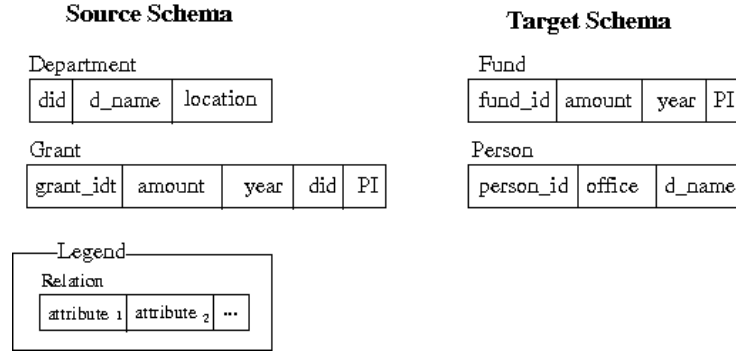 Source Schema
Target Schema
Department
did d_name location
Fund
fund_id amount year PI
Grant
grant_idt amount year did PI
Person
person_id office d_name
Legend
Relation
attribute 1 attribute 2 ...